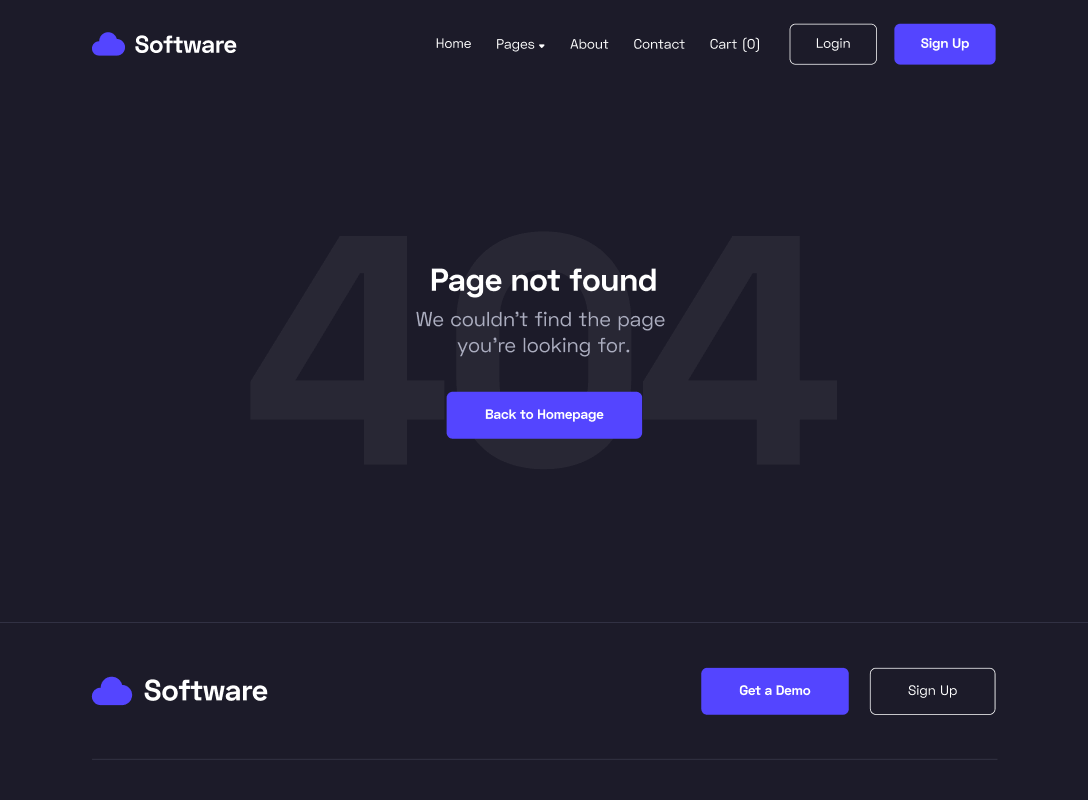 Software
Home Pages About Contact Cart (0) Login Sign Up
404
Page not found
We couldn't find the page
you're looking for.
Back to Homepage
Software
Get a Demo Sign Up